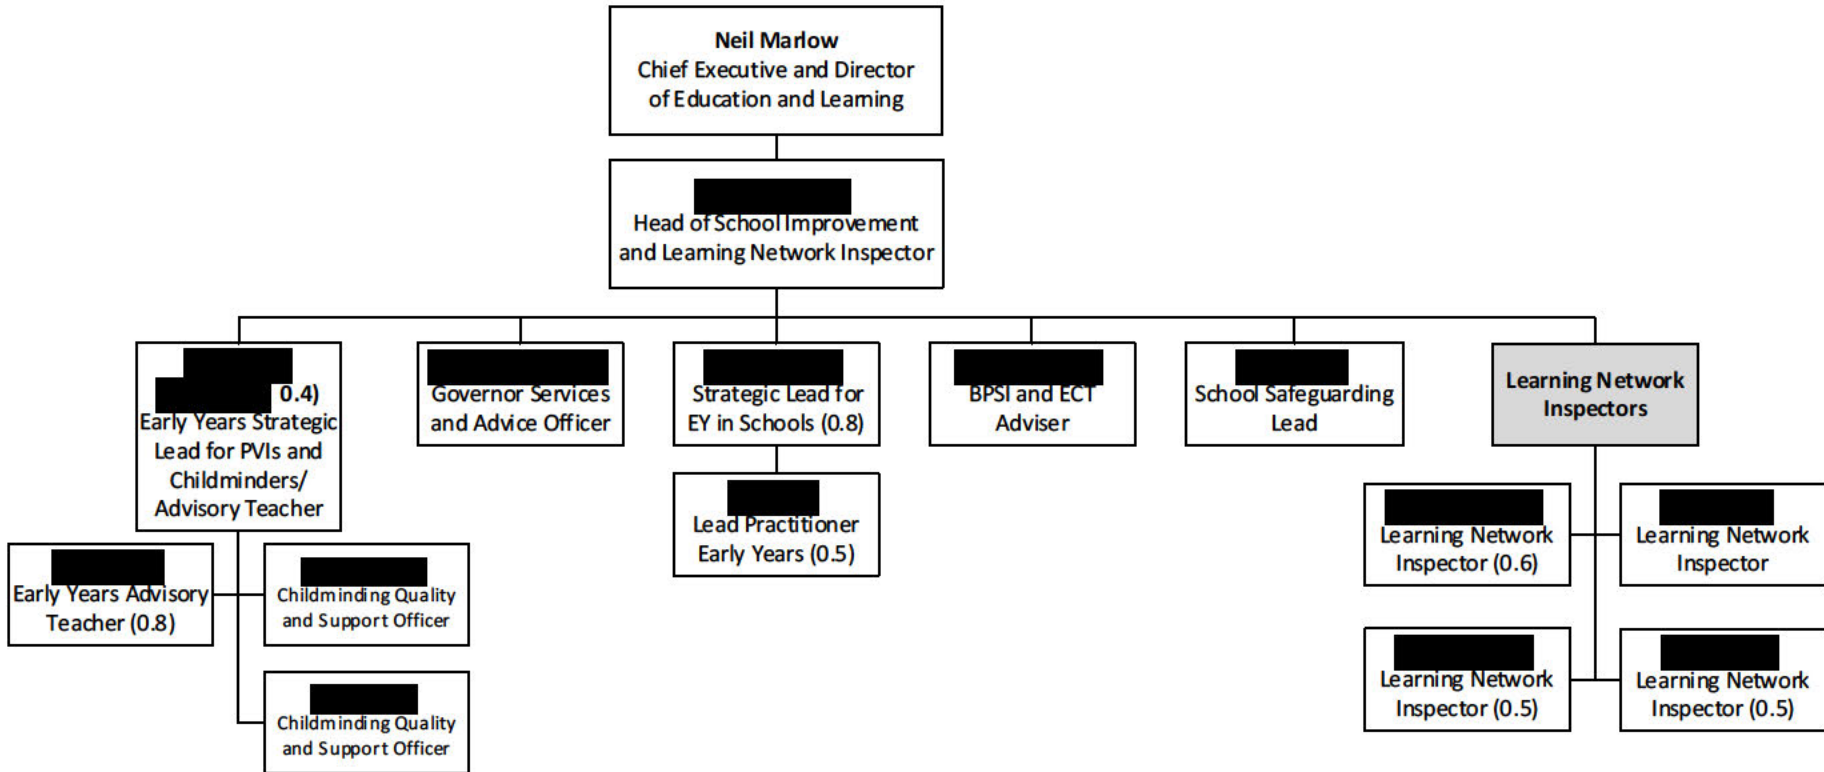 Neil Marlow
Chief Executive and Director
of Education and Learning
Head of School Improvement
and Learning Network Inspector
0.4)
Early Years Strategic
Lead for PVIs and
Childminders/
Advisory Teacher
Governor Services
and Advice Officer
Strategic Lead for
EY in Schools (0.8)
BPSI and ECT
Adviser
School Safeguarding
Lead
Learning Network
Inspectors
Early Years Advisory
Teacher (0.8)
Childminding Quality
and Support Officer
Childminding Quality
and Support Officer
Lead Practitioner
Early Years (0.5)
Learning Network
Inspector (0.6)
Learning Network
Inspector
Learning Network
Inspector (0.5)
Learning Network
Inspector (0.5)